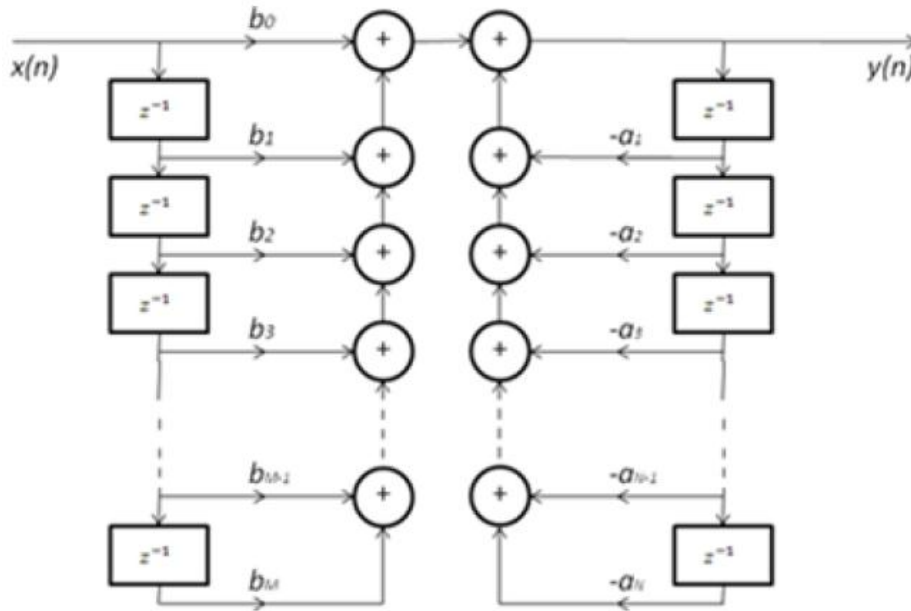 b0
+ +
x(n) y(n)
z⁻¹ z⁻¹
b1 + + -a1
z⁻¹ z⁻¹
b2 + + -a2
z⁻¹ z⁻¹
b3 + + -a3
bM-1 + + -aN-1
z⁻¹ z⁻¹
bM -aN